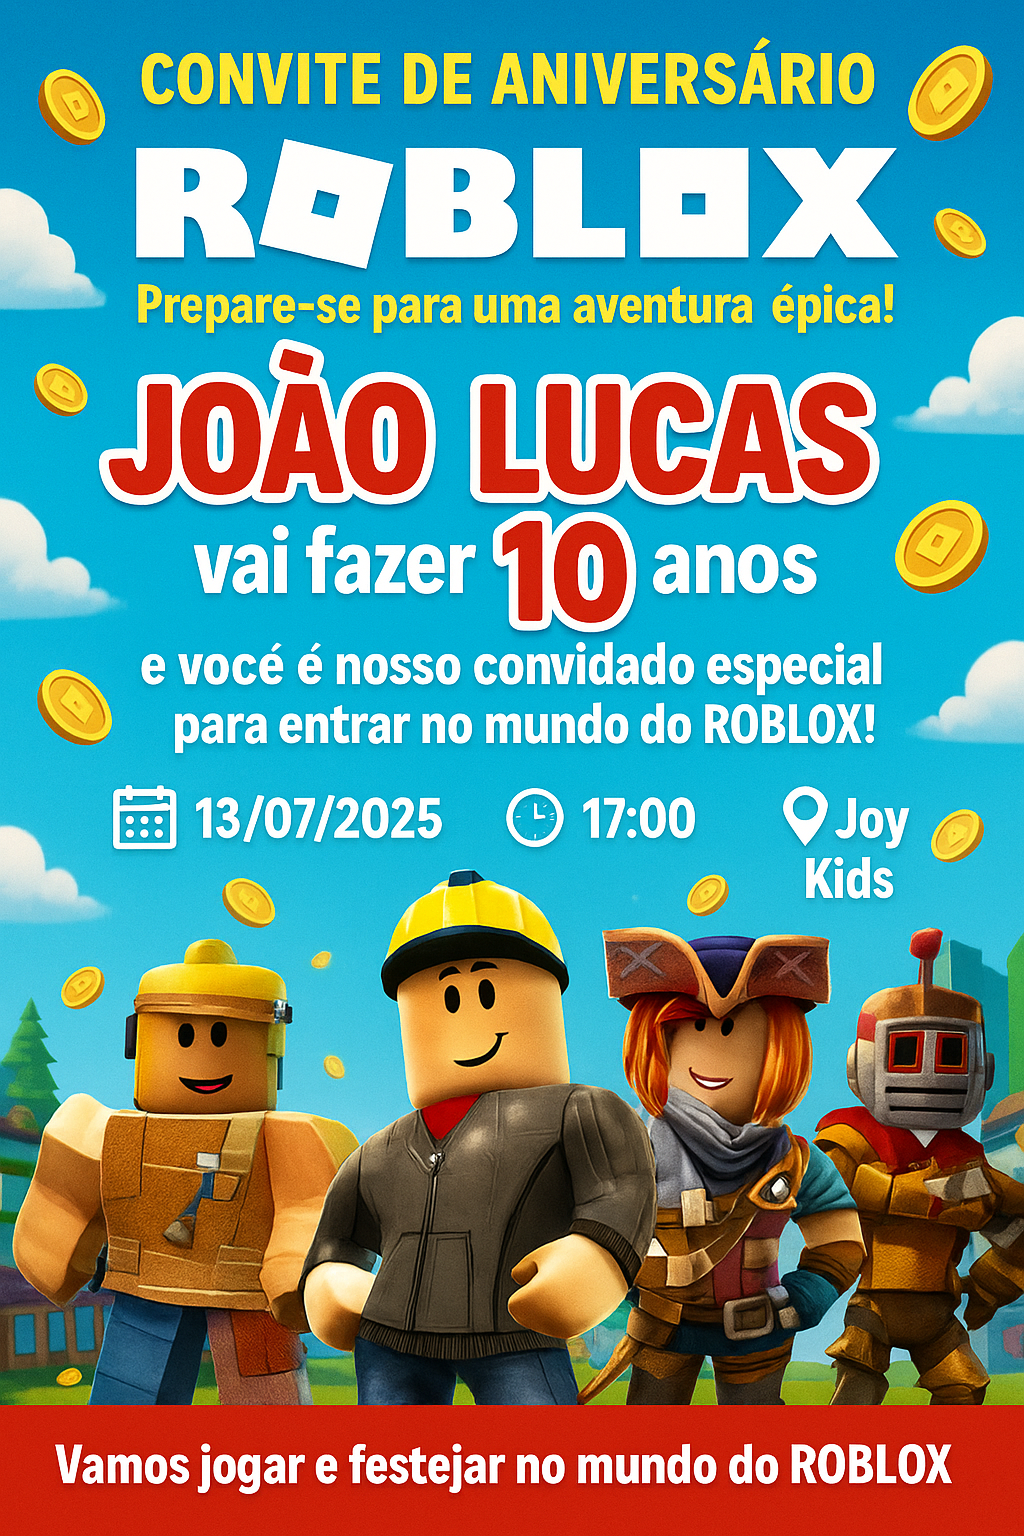 CONVITE DE ANIVERSÁRIO
ROBLOX
Prepare-se para uma aventura épica!
JOÀO LUCAS
vai fazer 10 anos
e vocé é nosso convidado especial
para entrar no mundo do ROBLOX!
13/07/2025 17:00 Joy
Kids
Vamos jogar e festejar no mundo do ROBLOX